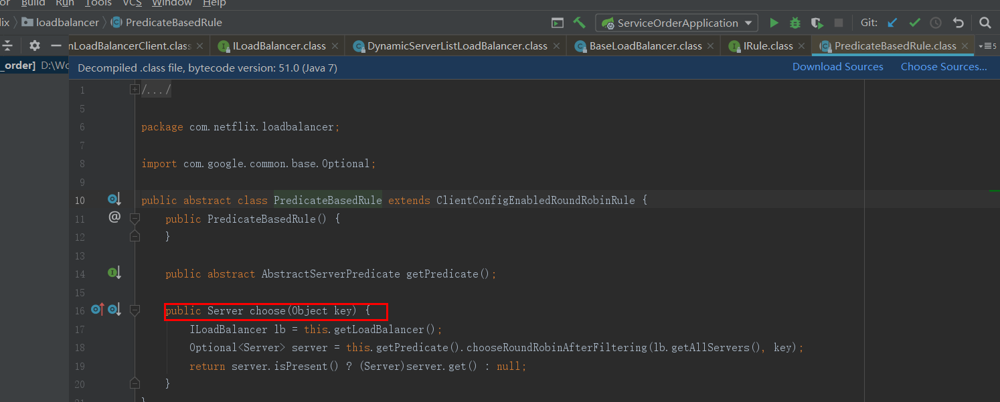 or Build Run Tools VCS Window Help
lix loadbalancer PredicateBasedRule ServiceOrderApplication Git:
nLoadBalancerClient.class ILoadBalancer.class DynamicServerListLoadBalancer.class BaseLoadBalancer.class IRule.class PredicateBasedRule.class 5
_order] D:\Wo
Decompiled .class file, bytecode version: 51.0 (Java 7) Download Sources Choose Sources...
1 /.../
5
6 package com.netflix.loadbalancer;
7
8 import com.google.common.base.Optional;
9
10 public abstract class PredicateBasedRule extends ClientConfigEnabledRoundRobinRule {
11 @ public PredicateBasedRule() {
12 }
13
14 public abstract AbstractServerPredicate getPredicate();
15
16 public Server choose(Object key) {
17 ILoadBalancer lb = this.getLoadBalancer();
18 Optional<Server> server = this.getPredicate().chooseRoundRobinAfterFiltering(lb.getAllServers(), key);
19 return server.isPresent() ? (Server)server.get() : null;
20 }
21 }